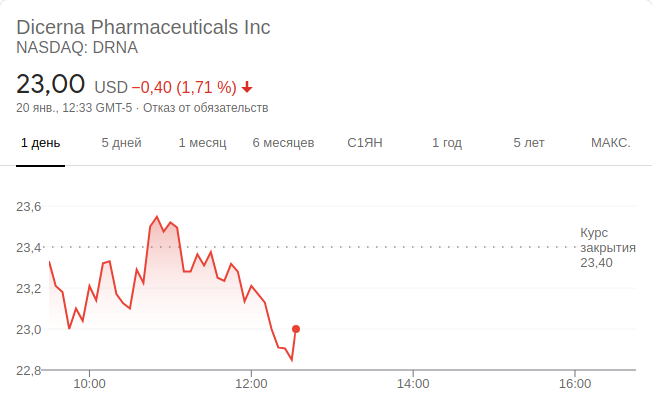 Dicerna Pharmaceuticals Inc
NASDAQ: DRNA
23,00 USD −0,40 (1,71 %)
20 янв., 12:33 GMT-5 · Отказ от обязательств
1 день 5 дней 1 месяц 6 месяцев С1ЯН 1 год 5 лет МАКС.
23,6
Курс
23,4 закрытия
23,40
23,2
23,0
22,8
10:00 12:00 14:00 16:00